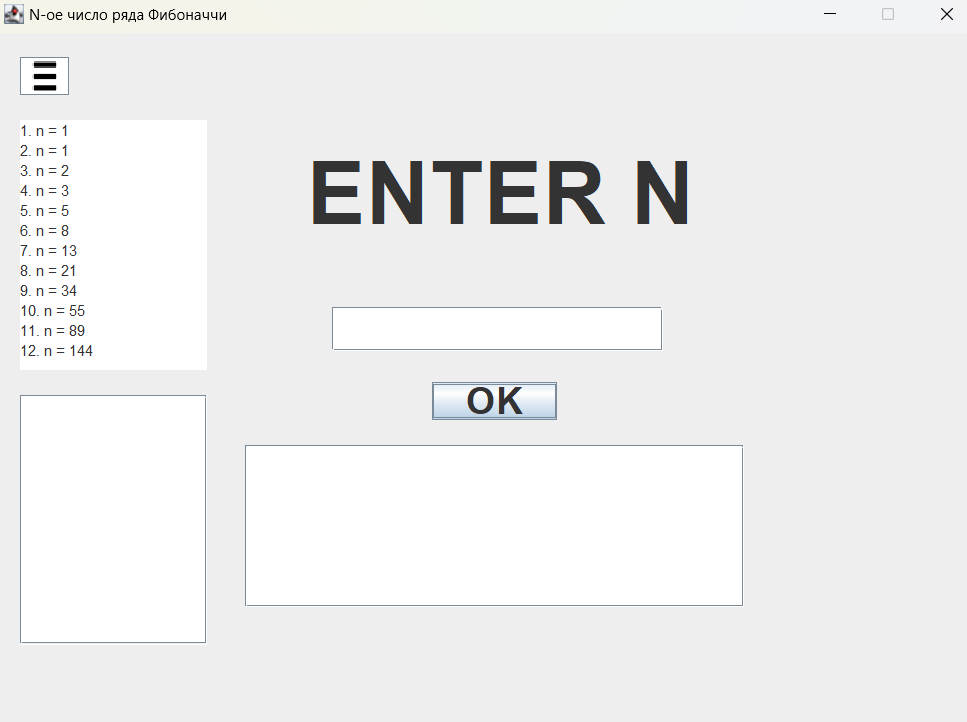 N-ое число ряда Фибоначчи
1. n = 1
2. n = 1
3. n = 2
4. n = 3
5. n = 5
6. n = 8
7. n = 13
8. n = 21
9. n = 34
10. n = 55
11. n = 89
12. n = 144
ENTER N
OK